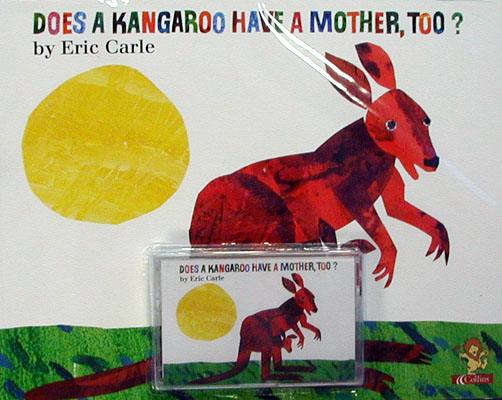 DOES A KANGAROO HAVE A MOTHER, TOO?
by Eric Carle
DOES A KANGAROO HAVE A MOTHER, TOO?
by Eric Carle
Collins